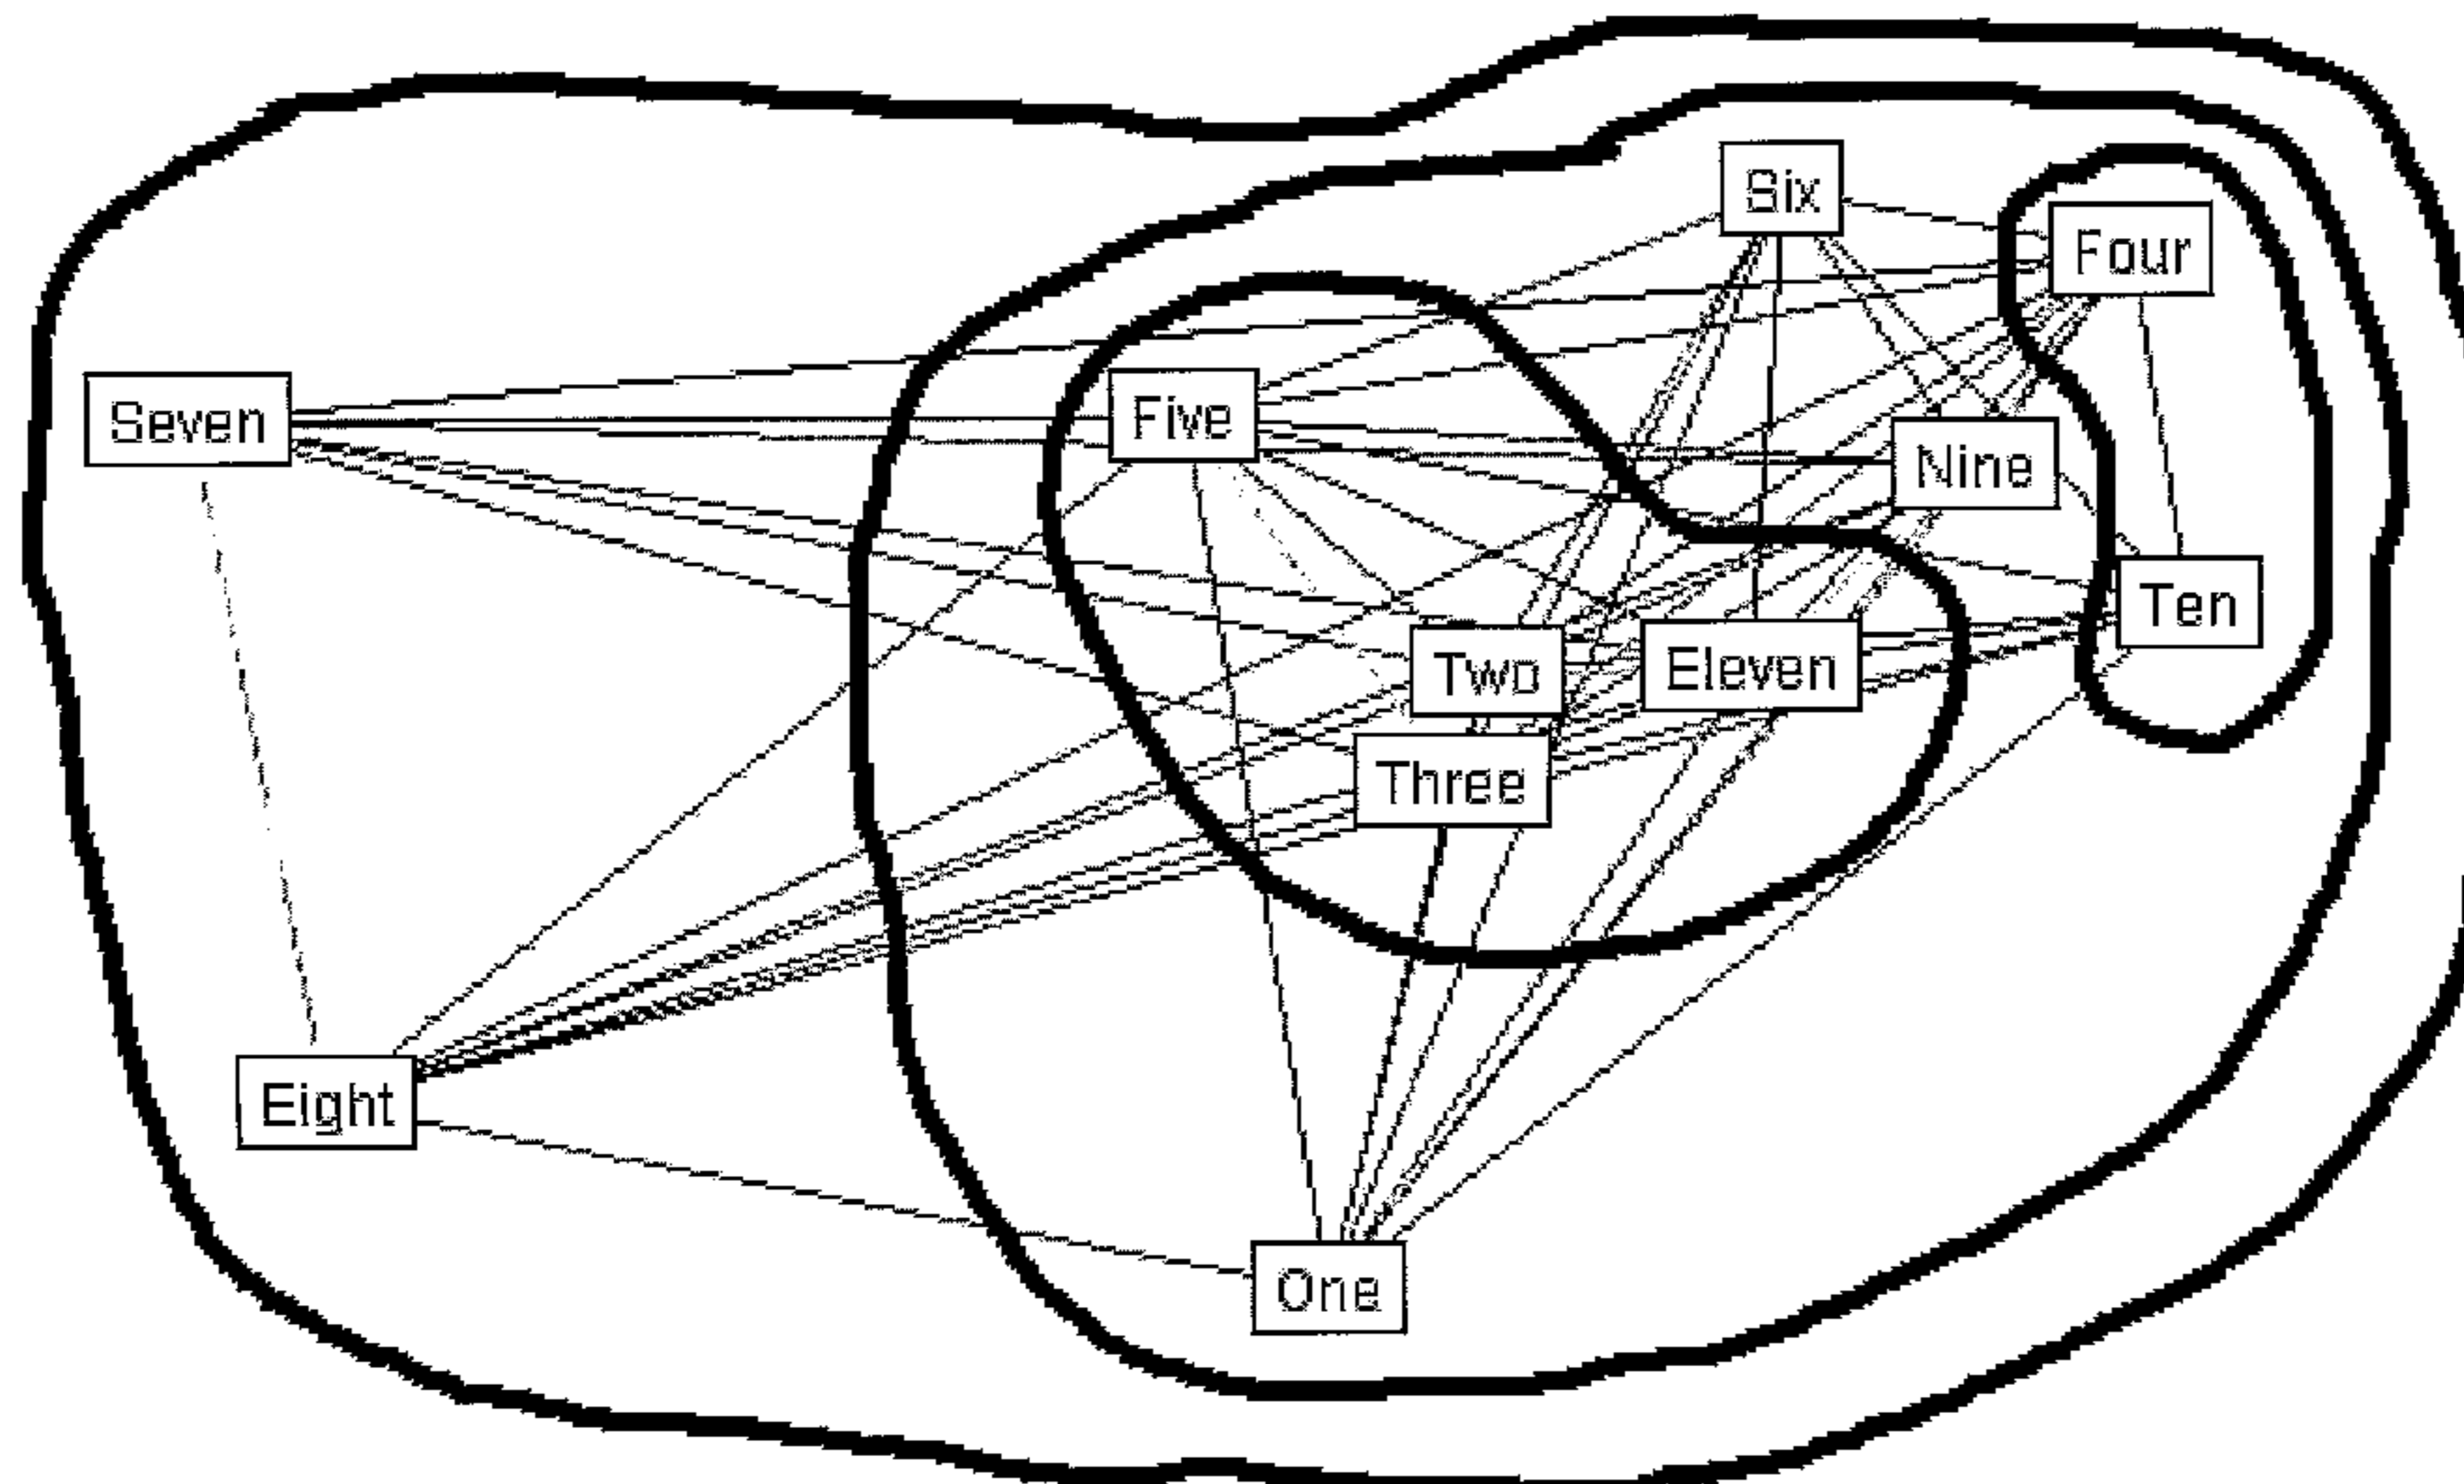 Six
Four
Seven
Five
Nine
Ten
Two
Eleven
Three
Eight
One